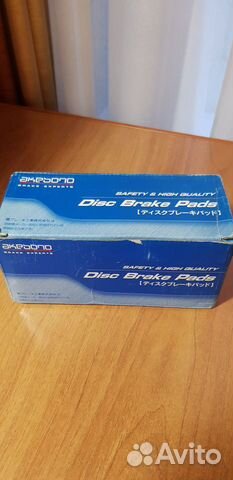 akebono
BRAKE EXPERTS
SAFETY & HIGH QUALITY
Disc Brake Pads
【ディスクブレーキパッド】
akebono
BRAKE EXPERTS
SAFETY & HIGH QUALITY
Disc Brake Pads
【ディスクブレーキパッド】
Avito